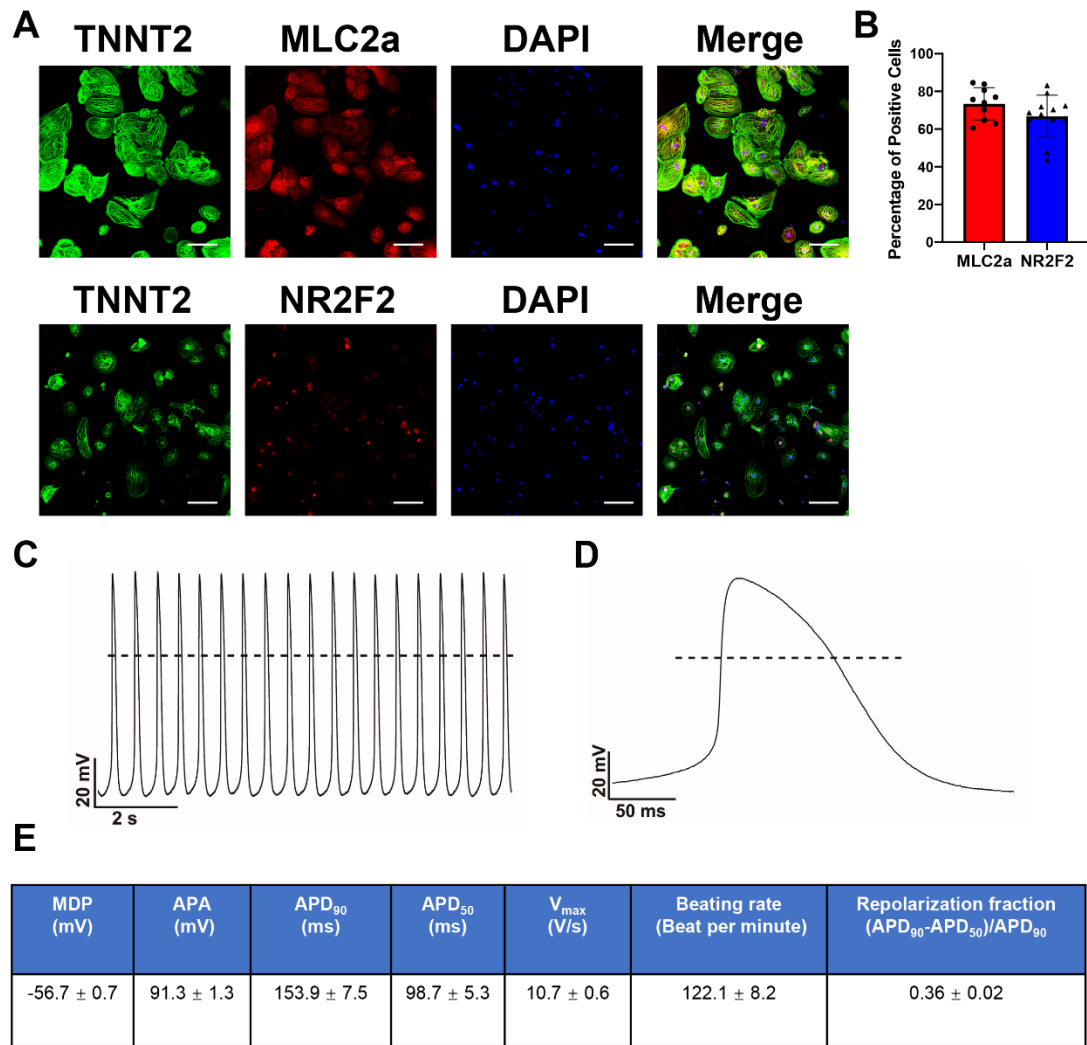 A
TNNT2 MLC2a DAPI Merge
B
Percentage of Positive Cells
100
80
60
40
20
0
MLC2a NR2F2
TNNT2 NR2F2 DAPI Merge
C
20 mV
2 s
D
20 mV
50 ms
E
MDP
(mV)
APA
(mV)
APD90
(ms)
APD50
(ms)
Vmax
(V/s)
Beating rate
(Beat per minute)
Repolarization fraction
(APD90-APD50)/APD90
-56.7 ± 0.7 91.3 ± 1.3 153.9 ± 7.5 98.7 ± 5.3 10.7 ± 0.6 122.1 ± 8.2 0.36 ± 0.02